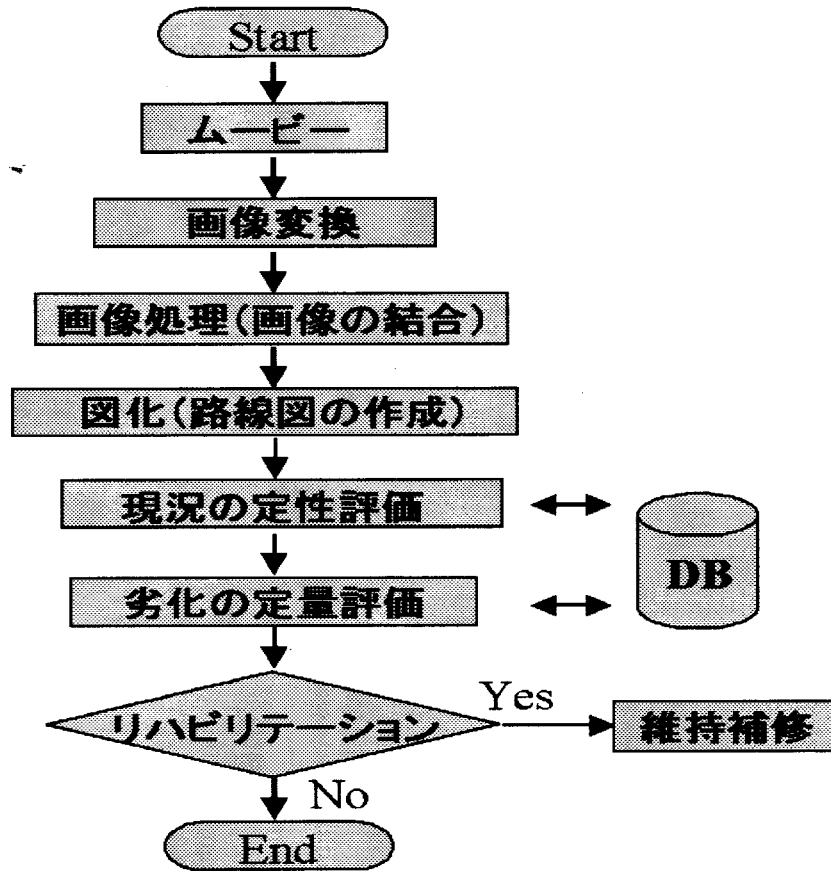 Start
ムービー
画像変換
画像処理(画像の結合)
図化(路線図の作成)
現況の定性評価
DB
劣化の定量評価
リハビリテーション
Yes
維持補修
No
End